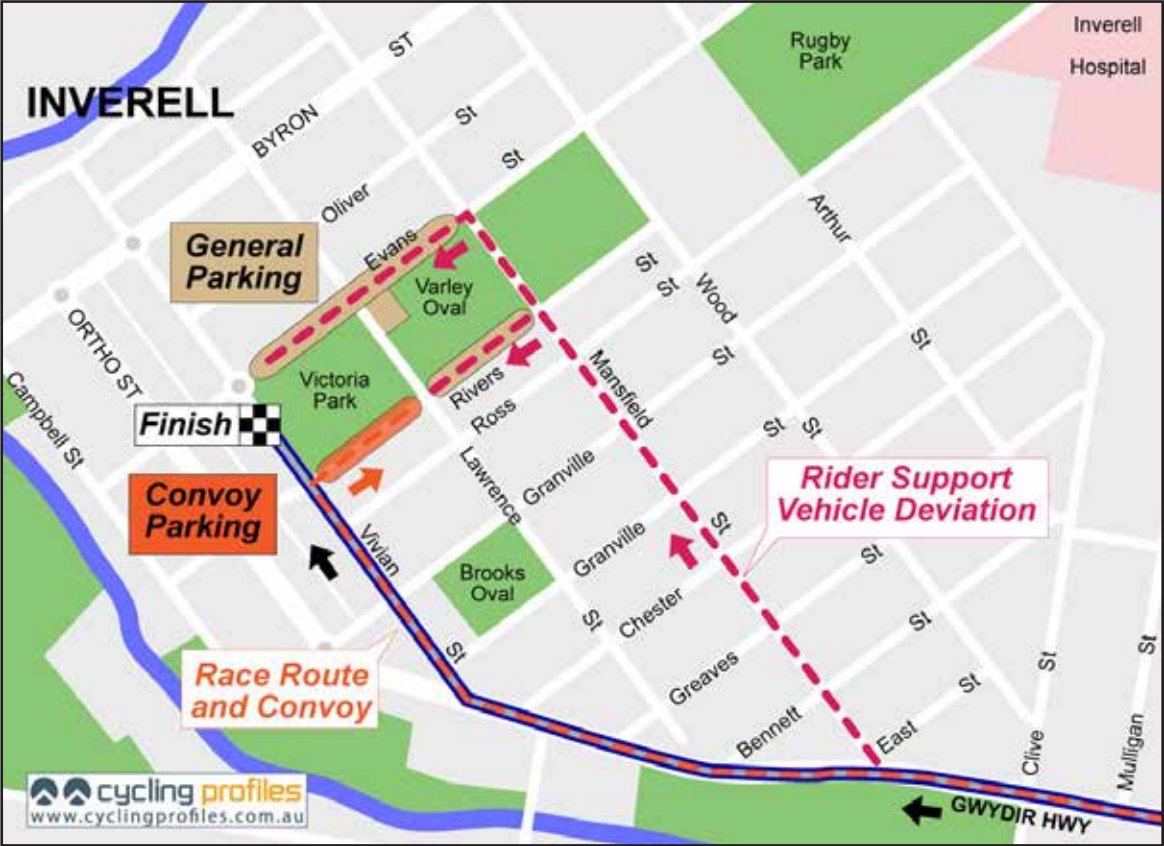 INVERELL
BYRON
ST
Oliver
St
Evans
St
General
Parking
Varley
Oval
Victoria
Park
Rugby
Park
Inverell
Hospital
ORTHO ST
Campbell St
Finish
Convoy
Parking
Rivers
St
Ross
St
Lawrence
St
Granville
St
Granville
St
Brooks
Oval
Vivian
St
Mansfield
St
Wood
St
Arthur
St
Chester
St
Greaves
St
Bennett
St
East
St
Clive
St
Mulligan
St
Rider Support
Vehicle Deviation
Race Route
and Convoy
GWYDIR HWY
cycling profiles
www.cyclingprofiles.com.au